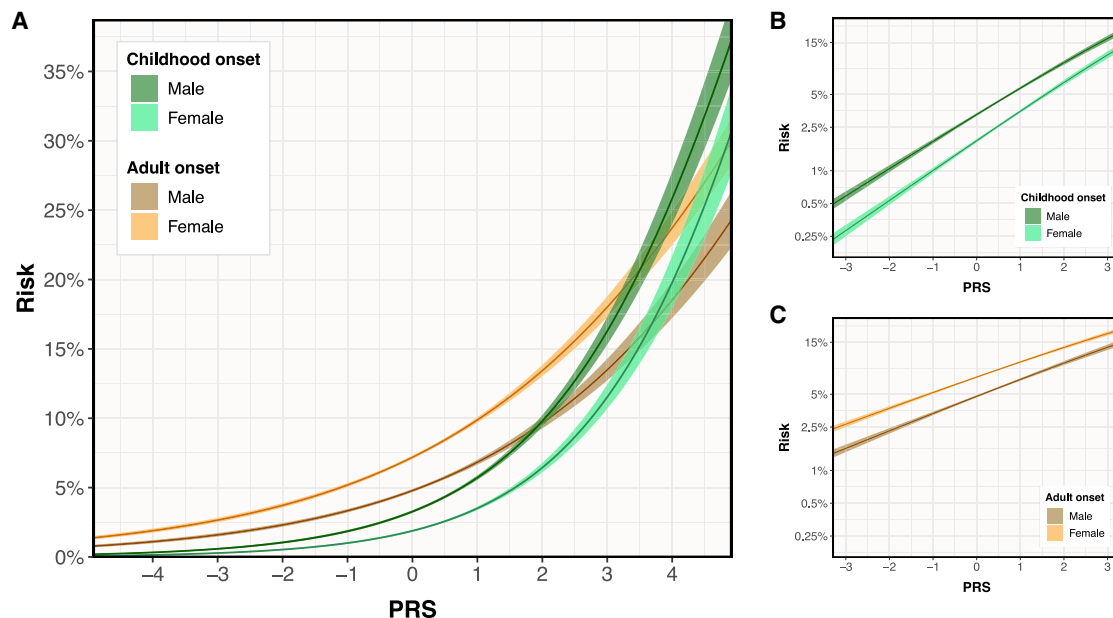 A
Childhood onset
Male
Female
Adult onset
Male
Female
35%
30%
25%
20%
15%
10%
5%
0%
Risk
−4 −3 −2 −1 0 1 2 3 4
PRS
B
15%
5%
2.5%
1%
0.5%
0.25%
Risk
Childhood onset
Male
Female
−3 −2 −1 0 1 2 3
PRS
C
15%
5%
2.5%
1%
0.5%
0.25%
Risk
Adult onset
Male
Female
−3 −2 −1 0 1 2 3
PRS